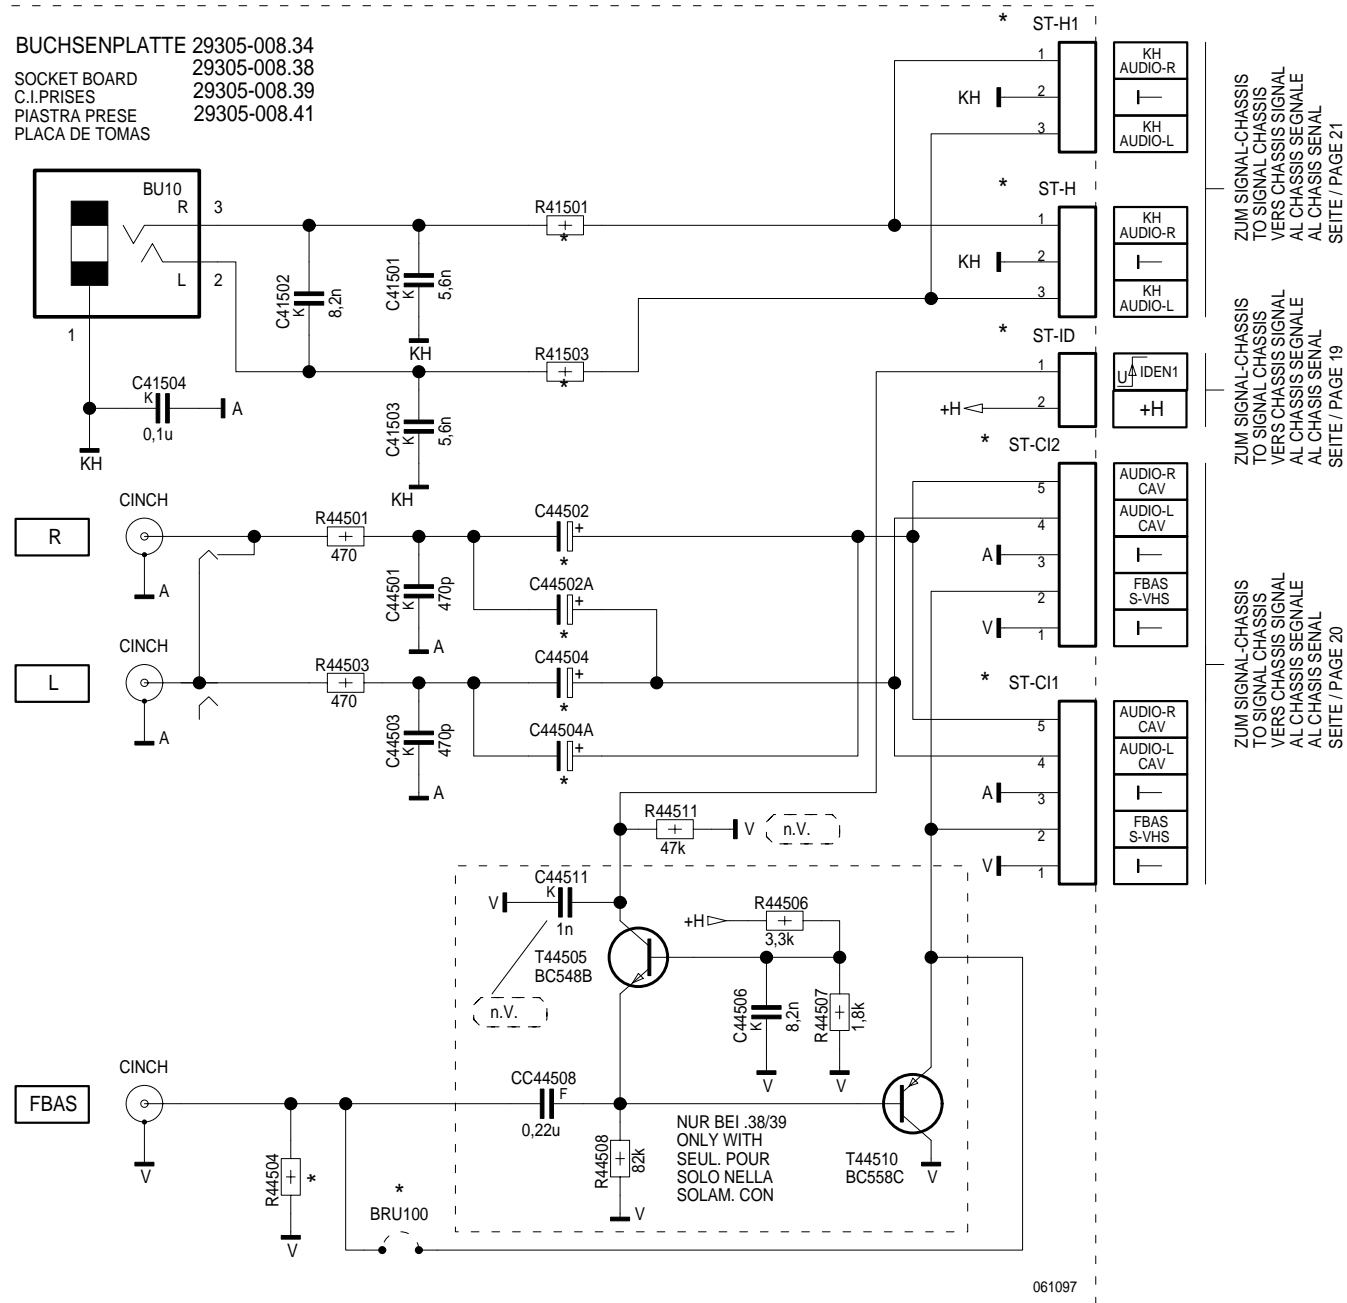 BUCHSENPLATTE 29305-008.34
29305-008.38
29305-008.39
29305-008.41
SOCKET BOARD
C.I.PRISES
PIASTRA PRESE
PLACA DE TOMAS
* ST-H1
1
KH 2
3
KH AUDIO-R
KH AUDIO-L
ZUM SIGNAL-CHASSIS
TO SIGNAL CHASSIS
VERS CHASSIS SIGNAL
AL CHASSIS SEGNALE
AL CHASIS SENAL
SEITE / PAGE 21
BU10
R 3
L 2
1
C41502
K
8,2n
C41501
K
5,6n
KH
R41501
*
R41503
*
* ST-H
1
KH 2
3
KH AUDIO-R
KH AUDIO-L
C41504
K
0,1u
A
KH
C41503
K
5,6n
KH
* ST-ID
1
+H 2
U IDEN1
+H
ZUM SIGNAL-CHASSIS
TO SIGNAL CHASSIS
VERS CHASSIS SIGNAL
AL CHASSIS SEGNALE
AL CHASIS SENAL
SEITE / PAGE 19
* ST-CI2
5
4
A 3
2
V 1
AUDIO-R CAV
AUDIO-L CAV
FBAS S-VHS
CINCH
R
A
R44501
470
C44501
K
470p
A
C44502
+
*
C44502A
+
*
CINCH
L
A
R44503
470
C44503
K
470p
A
C44504
+
*
C44504A
+
*
ZUM SIGNAL-CHASSIS
TO SIGNAL CHASSIS
VERS CHASSIS SIGNAL
AL CHASSIS SEGNALE
AL CHASIS SENAL
SEITE / PAGE 20
* ST-CI1
5
4
A 3
2
V 1
AUDIO-R CAV
AUDIO-L CAV
FBAS S-VHS
R44511
47k
V n.V.
C44511
V K
1n
T44505
BC548B
n.V.
+H
R44506
3,3k
C44506
K
8,2n
V
R44507
1,8k
V
CINCH
FBAS
V
CC44508
F
0,22u
R44504
*
V
*
BRU100
R44508
82k
V
NUR BEI .38/39
ONLY WITH
SEUL. POUR
SOLO NELLA
SOLAM. CON
T44510
BC558C
V
061097